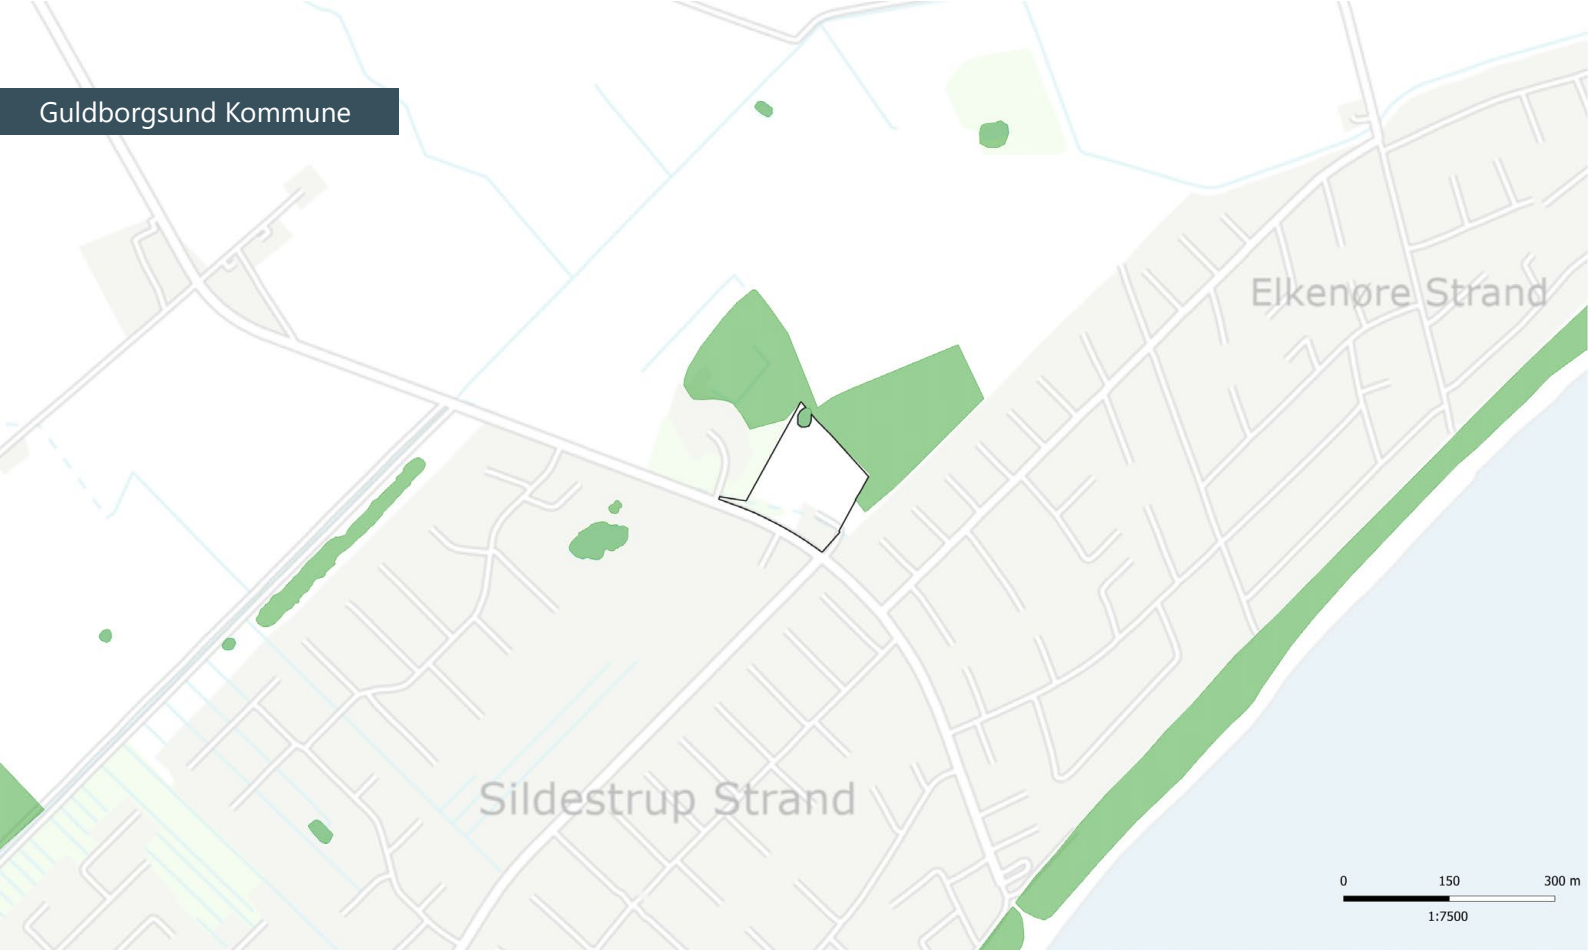 Guldborgsund Kommune
Elkenøre Strand
Sildestrup Strand
0 150 300 m
1:7500